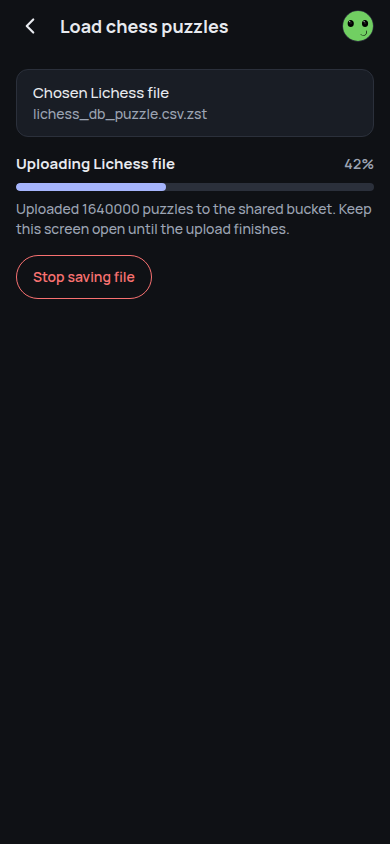 Load chess puzzles
Chosen Lichess file
lichess_db_puzzle.csv.zst
Uploading Lichess file 42%
Uploaded 1640000 puzzles to the shared bucket. Keep
this screen open until the upload finishes.
Stop saving file